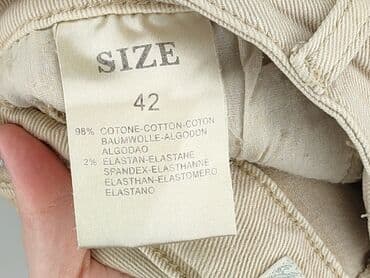 SIZE
42
98% COTONE-COTTON-COTON
BAUMWOLLE-ALGODON
ALGODAO
2% ELASTAN-ELASTANE
SPANDEX-ELASTHANNE
ELASTHAN-ELASTOMERO
ELASTANO